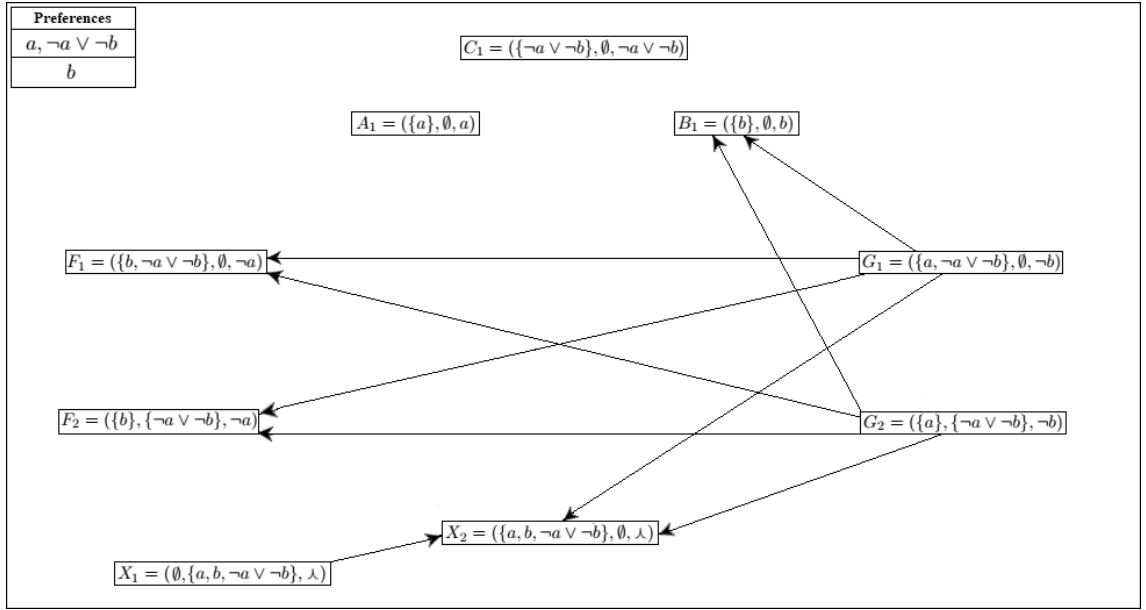 Preferences
a, ¬a ∨ ¬b
b
C₁ = ({¬a ∨ ¬b}, ∅, ¬a ∨ ¬b)
A₁ = ({a}, ∅, a)
B₁ = ({b}, ∅, b)
F₁ = ({b, ¬a ∨ ¬b}, ∅, ¬a)
G₁ = ({a, ¬a ∨ ¬b}, ∅, ¬b)
F₂ = ({b}, {¬a ∨ ¬b}, ¬a)
G₂ = ({a}, {¬a ∨ ¬b}, ¬b)
X₂ = ({a, b, ¬a ∨ ¬b}, ∅, ⋏)
X₁ = (∅, {a, b, ¬a ∨ ¬b}, ⋏)